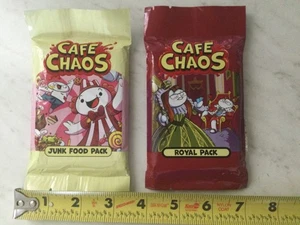 CAFE
CHAOS
JUNK FOOD PACK
CAFE
CHAOS
ROYAL PACK
1 2 3 4 5 6 7 8